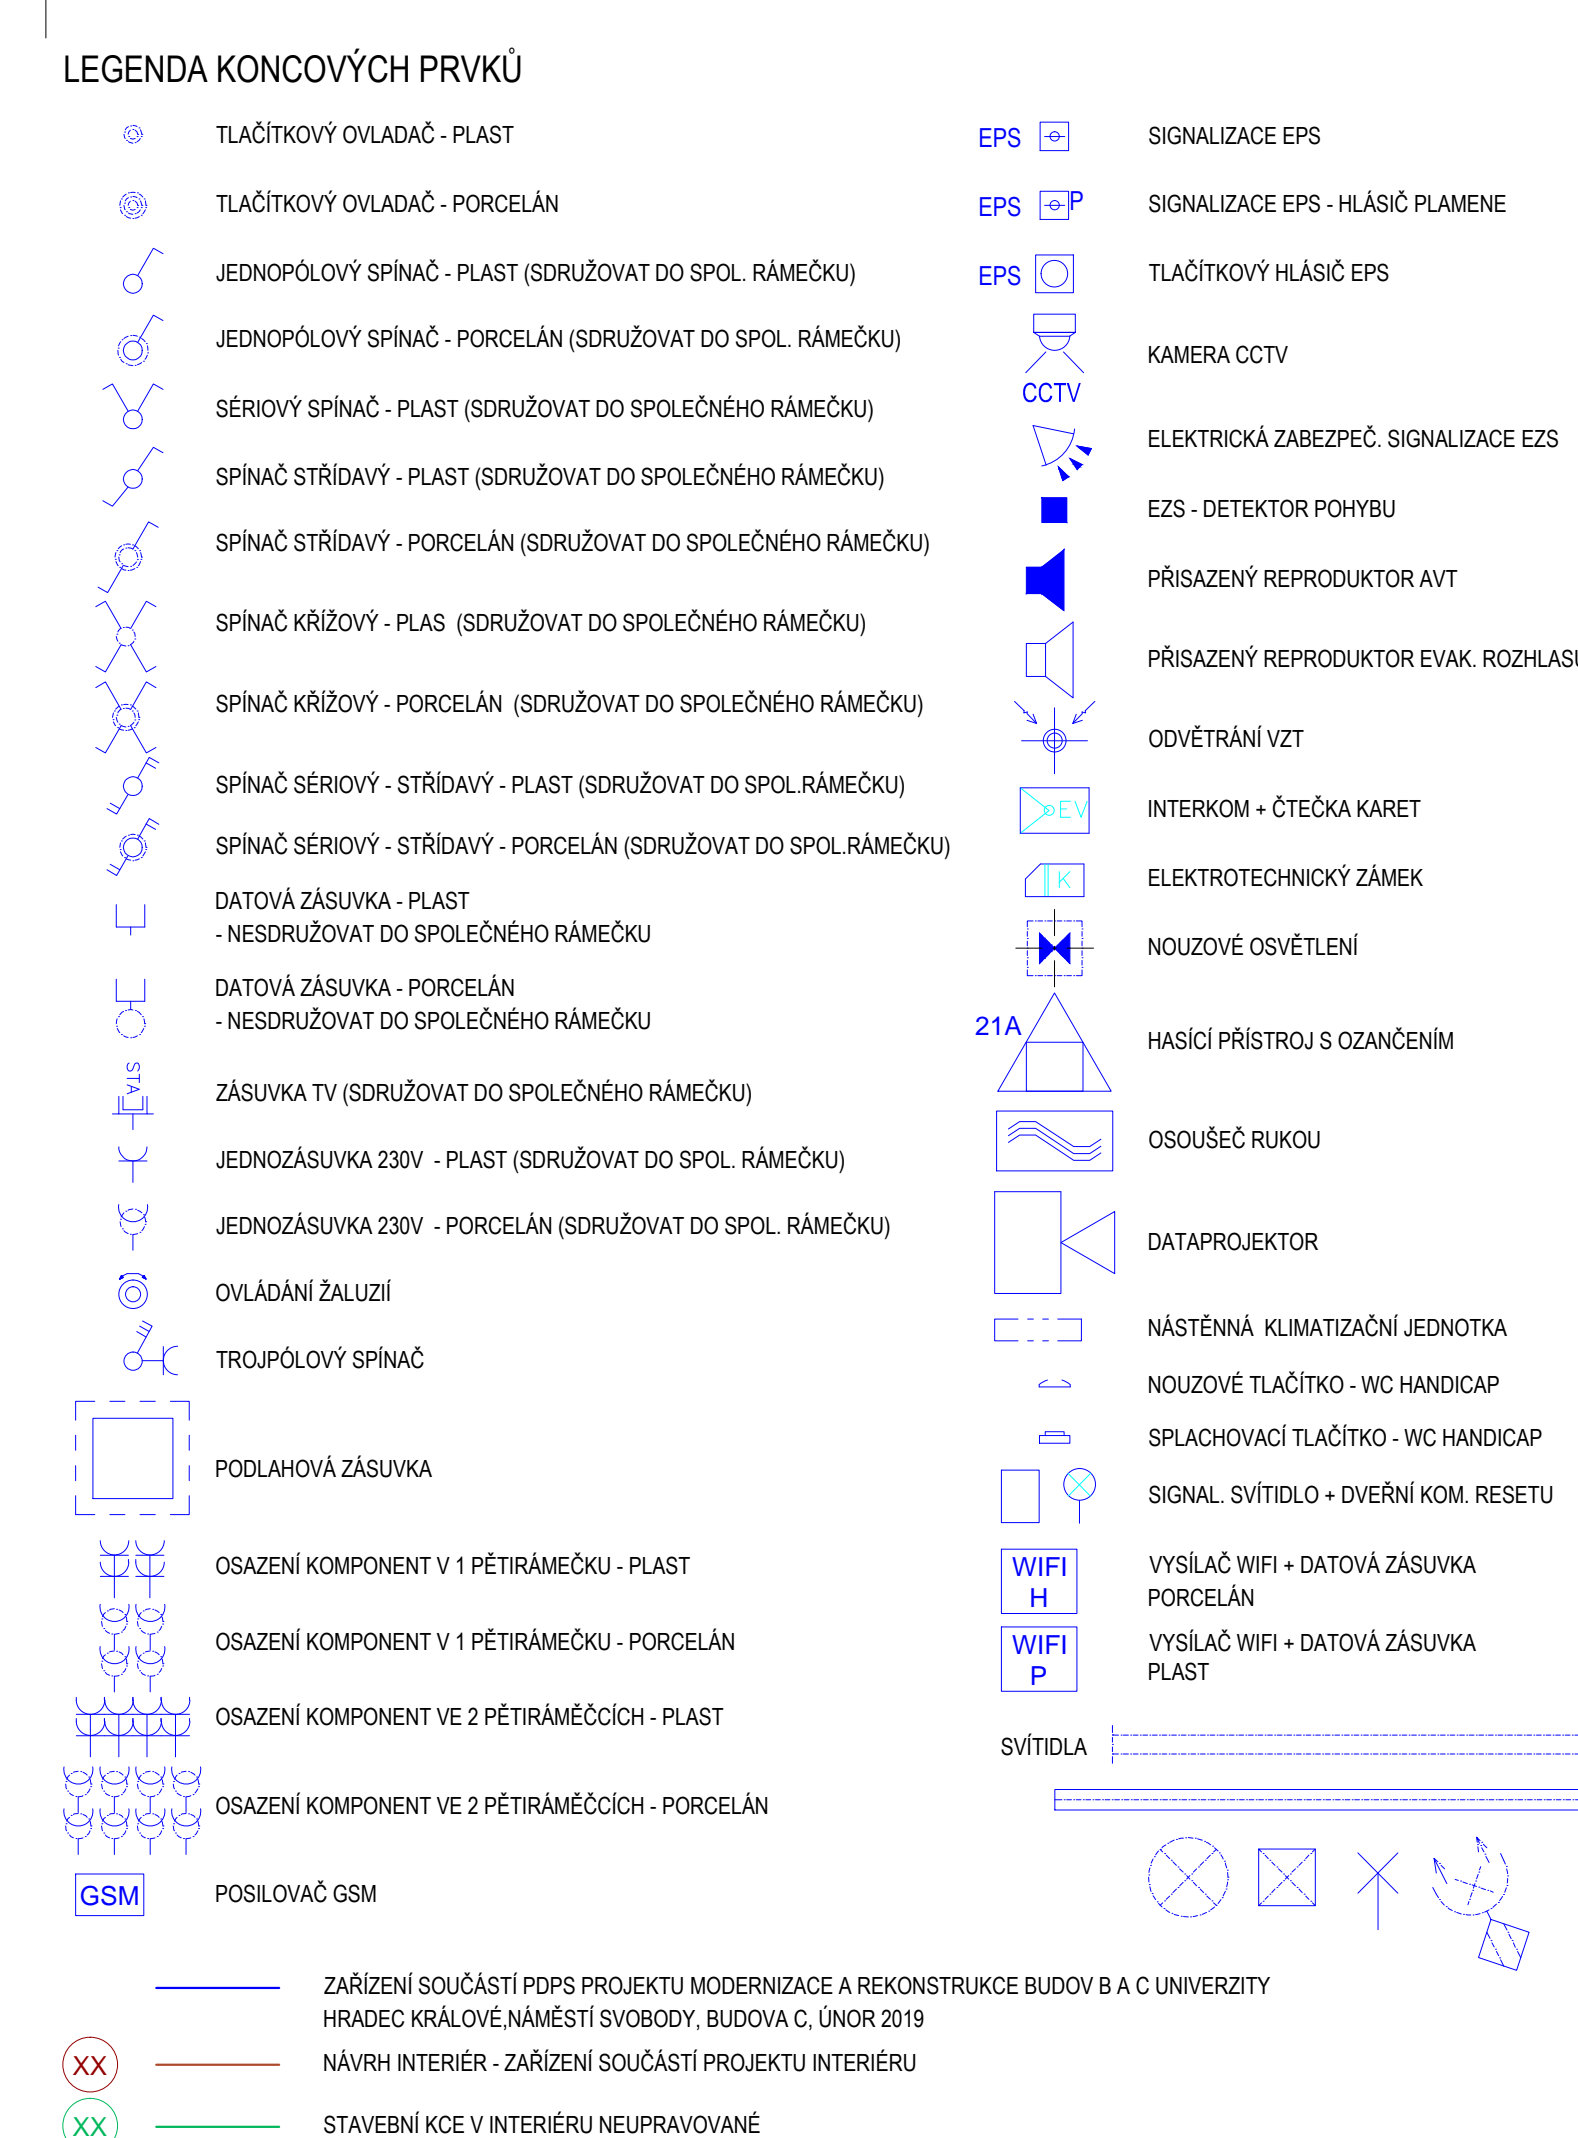 LEGENDA KONCOVÝCH PRVKŮ
TLAČÍTKOVÝ OVLADAČ - PLAST
TLAČÍTKOVÝ OVLADAČ - PORCELÁN
JEDNOPÓLOVÝ SPÍNAČ - PLAST (SDRUŽOVAT DO SPOL. RÁMEČKU)
JEDNOPÓLOVÝ SPÍNAČ - PORCELÁN (SDRUŽOVAT DO SPOL. RÁMEČKU)
SÉRIOVÝ SPÍNAČ - PLAST (SDRUŽOVAT DO SPOLEČNÉHO RÁMEČKU)
SPÍNAČ STŘÍDAVÝ - PLAST (SDRUŽOVAT DO SPOLEČNÉHO RÁMEČKU)
SPÍNAČ STŘÍDAVÝ - PORCELÁN (SDRUŽOVAT DO SPOLEČNÉHO RÁMEČKU)
SPÍNAČ KŘÍŽOVÝ - PLAS (SDRUŽOVAT DO SPOLEČNÉHO RÁMEČKU)
SPÍNAČ KŘÍŽOVÝ - PORCELÁN (SDRUŽOVAT DO SPOLEČNÉHO RÁMEČKU)
SPÍNAČ SÉRIOVÝ - STŘÍDAVÝ - PLAST (SDRUŽOVAT DO SPOL.RÁMEČKU)
SPÍNAČ SÉRIOVÝ - STŘÍDAVÝ - PORCELÁN (SDRUŽOVAT DO SPOL.RÁMEČKU)
DATOVÁ ZÁSUVKA - PLAST
- NESDRUŽOVAT DO SPOLEČNÉHO RÁMEČKU
DATOVÁ ZÁSUVKA - PORCELÁN
- NESDRUŽOVAT DO SPOLEČNÉHO RÁMEČKU
STA
ZÁSUVKA TV (SDRUŽOVAT DO SPOLEČNÉHO RÁMEČKU)
JEDNOZÁSUVKA 230V - PLAST (SDRUŽOVAT DO SPOL. RÁMEČKU)
JEDNOZÁSUVKA 230V - PORCELÁN (SDRUŽOVAT DO SPOL. RÁMEČKU)
OVLÁDÁNÍ ŽALUZIÍ
TROJPÓLOVÝ SPÍNAČ
PODLAHOVÁ ZÁSUVKA
OSAZENÍ KOMPONENT V 1 PĚTIRÁMEČKU - PLAST
OSAZENÍ KOMPONENT V 1 PĚTIRÁMEČKU - PORCELÁN
OSAZENÍ KOMPONENT VE 2 PĚTIRÁMĚČCÍCH - PLAST
OSAZENÍ KOMPONENT VE 2 PĚTIRÁMĚČCÍCH - PORCELÁN
GSM
POSILOVAČ GSM
EPS
SIGNALIZACE EPS
EPS P
SIGNALIZACE EPS - HLÁSIČ PLAMENE
EPS
TLAČÍTKOVÝ HLÁSIČ EPS
CCTV
KAMERA CCTV
ELEKTRICKÁ ZABEZPEČ. SIGNALIZACE EZS
EZS - DETEKTOR POHYBU
PŘISAZENÝ REPRODUKTOR AVT
PŘISAZENÝ REPRODUKTOR EVAK. ROZHLASU
ODVĚTRÁNÍ VZT
EV
INTERKOM + ČTEČKA KARET
K
ELEKTROTECHNICKÝ ZÁMEK
NOUZOVÉ OSVĚTLENÍ
21A
HASÍCÍ PŘÍSTROJ S OZANČENÍM
OSOUŠEČ RUKOU
DATAPROJEKTOR
NÁSTĚNNÁ KLIMATIZAČNÍ JEDNOTKA
NOUZOVÉ TLAČÍTKO - WC HANDICAP
SPLACHOVACÍ TLAČÍTKO - WC HANDICAP
SIGNAL. SVÍTIDLO + DVEŘNÍ KOM. RESETU
WIFI
H
VYSÍLAČ WIFI + DATOVÁ ZÁSUVKA
PORCELÁN
WIFI
P
VYSÍLAČ WIFI + DATOVÁ ZÁSUVKA
PLAST
SVÍTIDLA
ZAŘÍZENÍ SOUČÁSTÍ PDPS PROJEKTU MODERNIZACE A REKONSTRUKCE BUDOV B A C UNIVERZITY
HRADEC KRÁLOVÉ,NÁMĚSTÍ SVOBODY, BUDOVA C, ÚNOR 2019
XX
NÁVRH INTERIÉR - ZAŘÍZENÍ SOUČÁSTÍ PROJEKTU INTERIÉRU
XX
STAVEBNÍ KCE V INTERIÉRU NEUPRAVOVANÉ